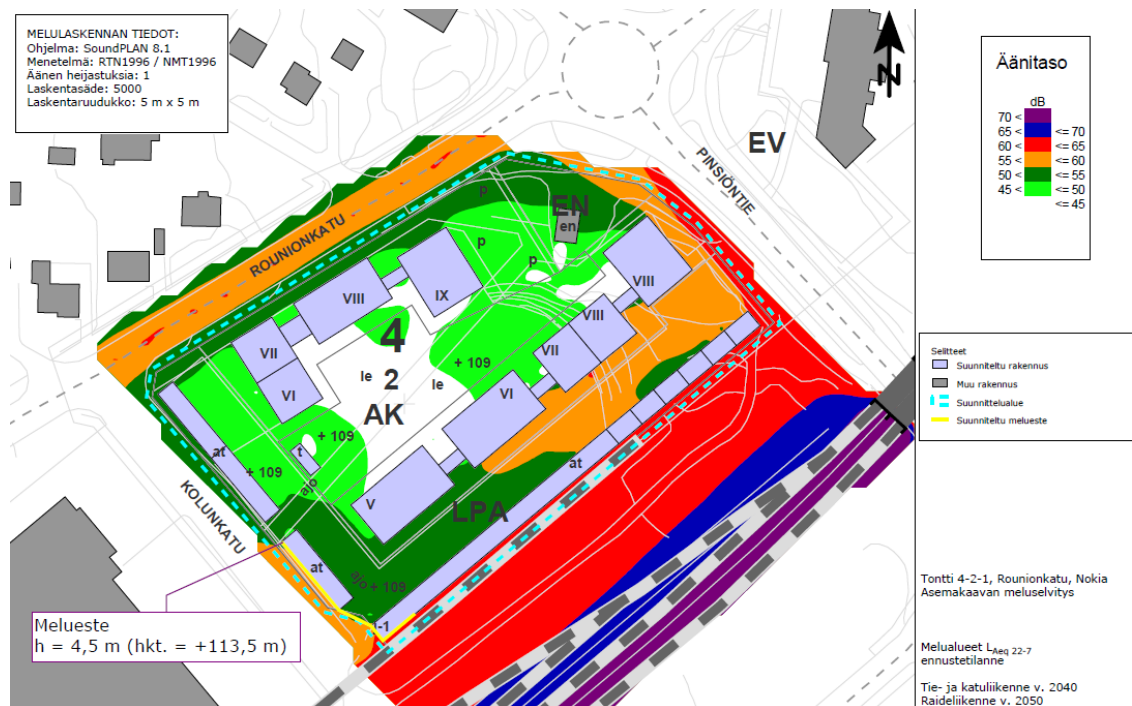 MELULASKENNAN TIEDOT:
Ohjelma: SoundPLAN 8.1
Menetelmä: RTN1996 / NMT1996
Äänen heijastuksia: 1
Laskentasäde: 5000
Laskentaruudukko: 5 m x 5 m
N
Äänitaso
dB
70 <
65 < <= 70
60 < <= 65
55 < <= 60
50 < <= 55
45 < <= 50
<= 45
EV
PINSIÖNTIE
ROUNIONKATU
p
EN
en
p
p
VIII
IX
VIII
VIII
VII
VII
VI
VI
4
+ 109
le
2
le
AK
+ 109
t
at
+ 109
ajo
at
V
LPA
KOLUNKATU
at
ajo
+ 109
-1
Melueste
h = 4,5 m (hkt. = +113,5 m)
Selitteet
Suunniteltu rakennus
Muu rakennus
Suunnittelualue
Suunniteltu melueste
Tontti 4-2-1, Rounionkatu, Nokia
Asemakaavan meluselvitys
Melualueet LAeq 22-7
ennustetilanne
Tie- ja katuliikenne v. 2040
Raideliikenne v. 2050